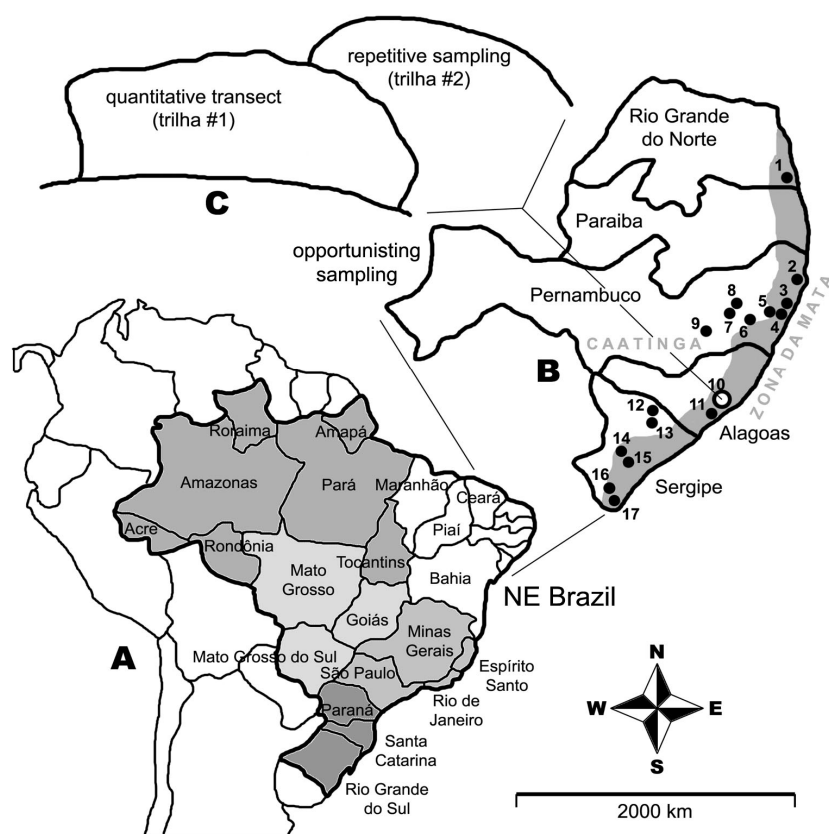 repetitive sampling
(trilha #2)
quantitative transect
(trilha #1)
C
opportunisting
sampling
Rio Grande
do Norte
1
Paraiba
2
Pernambuco
8
3
5
7
6
4
9
CAATINGA
ZONA DA MATA
B
10
12
11
13
Alagoas
14
15
16
Sergipe
17
NE Brazil
Roraima
Amapá
Amazonas
Pará
Maranhão
Ceará
Piaí
Acre
Rondônia
Tocantins
Mato
Grosso
Bahia
Goiás
Minas
Gerais
A
Mato Grosso do Sul
São Paulo
Espírito
Santo
Rio de
Janeiro
Paraná
Santa
Catarina
Rio Grande
do Sul
N
W
E
S
2000 km